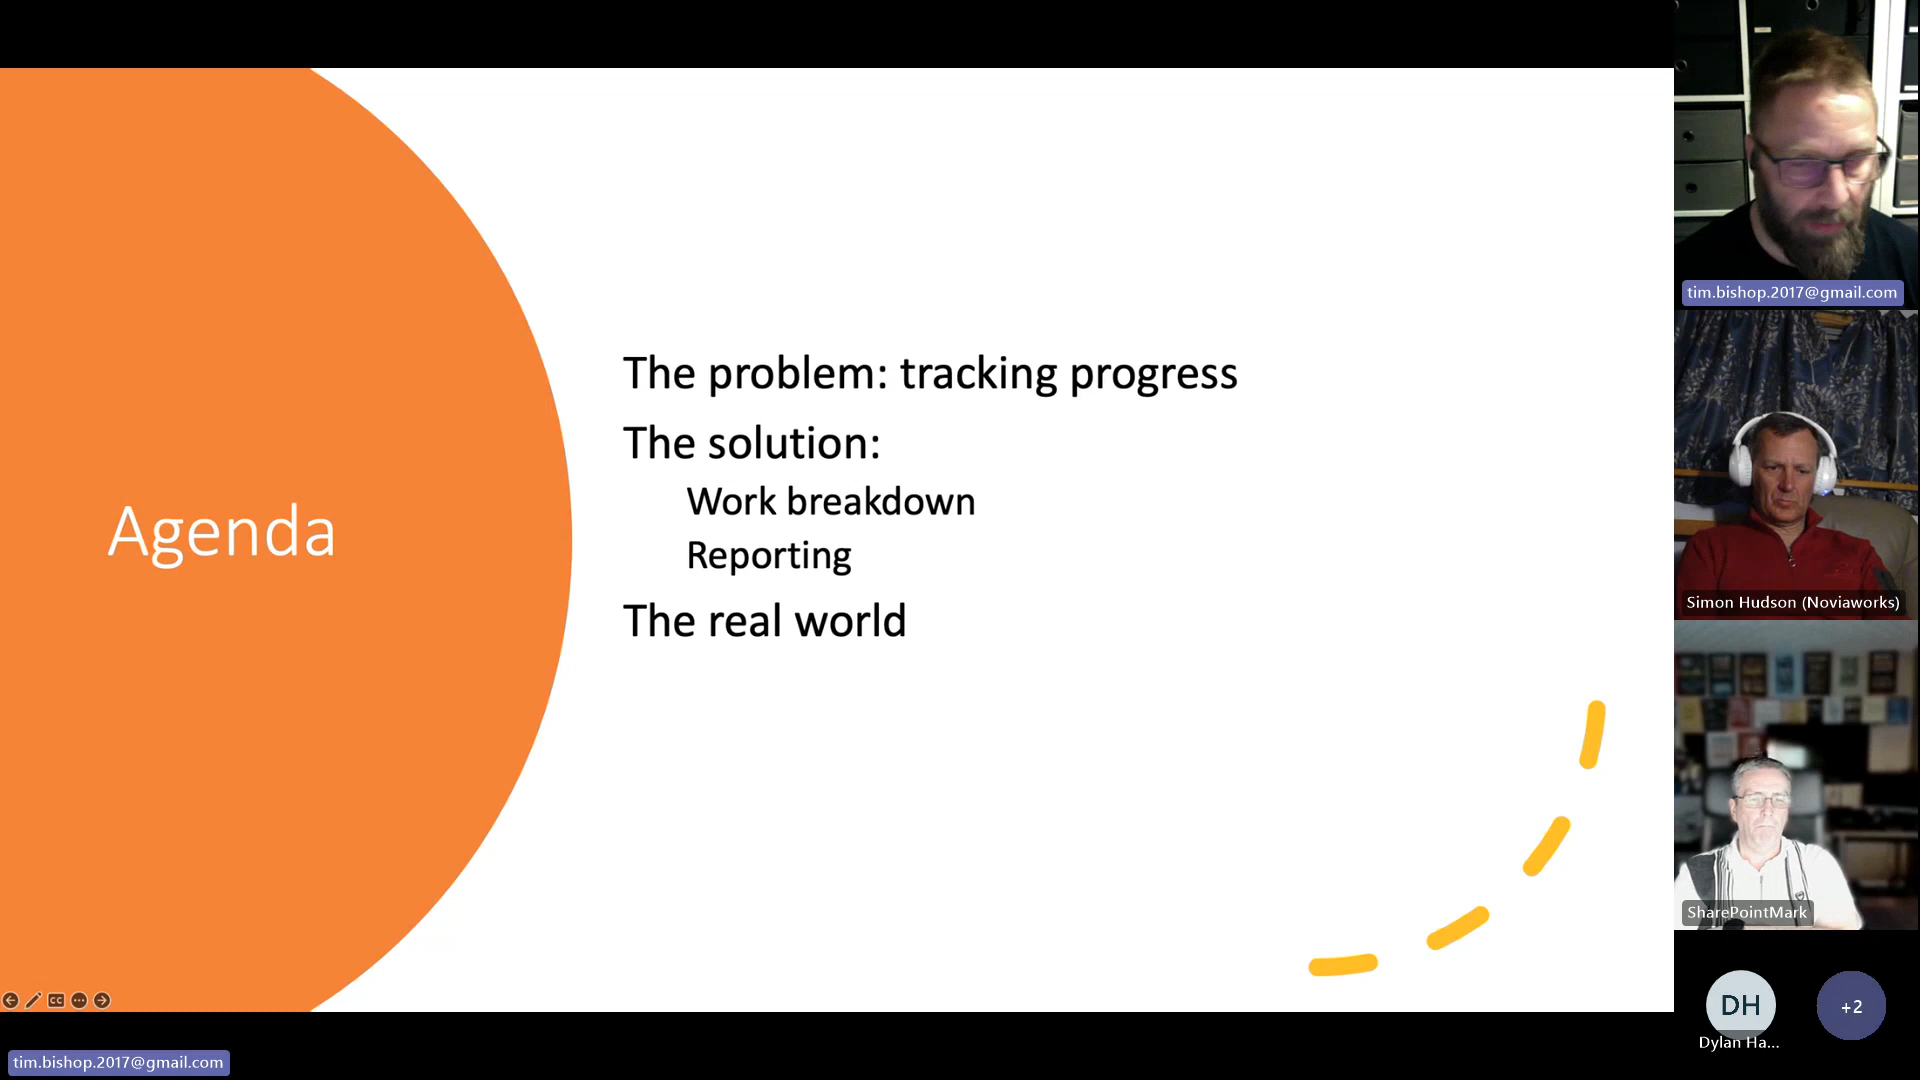 Agenda
The problem: tracking progress
The solution:
Work breakdown
Reporting
The real world
tim.bishop.2017@gmail.com
Simon Hudson (Noviaworks)
SharePointMark
DH
Dylan Ha...
+2
CC
tim.bishop.2017@gmail.com